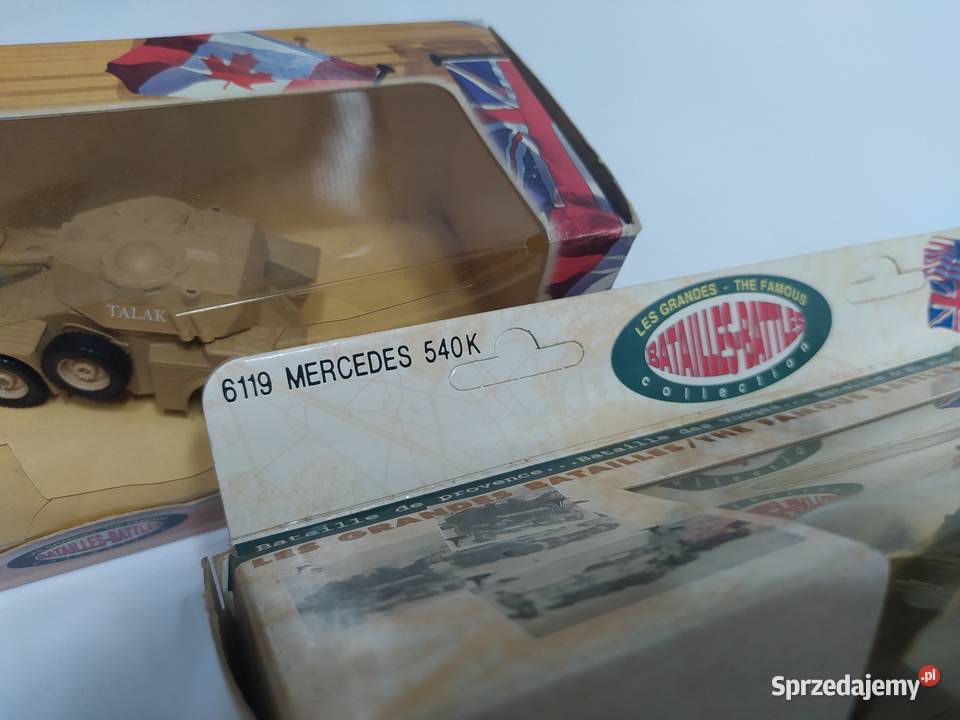 TALAK
BATAILLES-BATTLES
6119 MERCEDES 540K
LES GRANDES - THE FAMOUS
BATAILLES-BATTLES
collection
Bataille de provence...Bataille des Vosges...
LES GRANDES BATAILLES/THE FAMOUS BATTLES
Sprzedajemy.pl